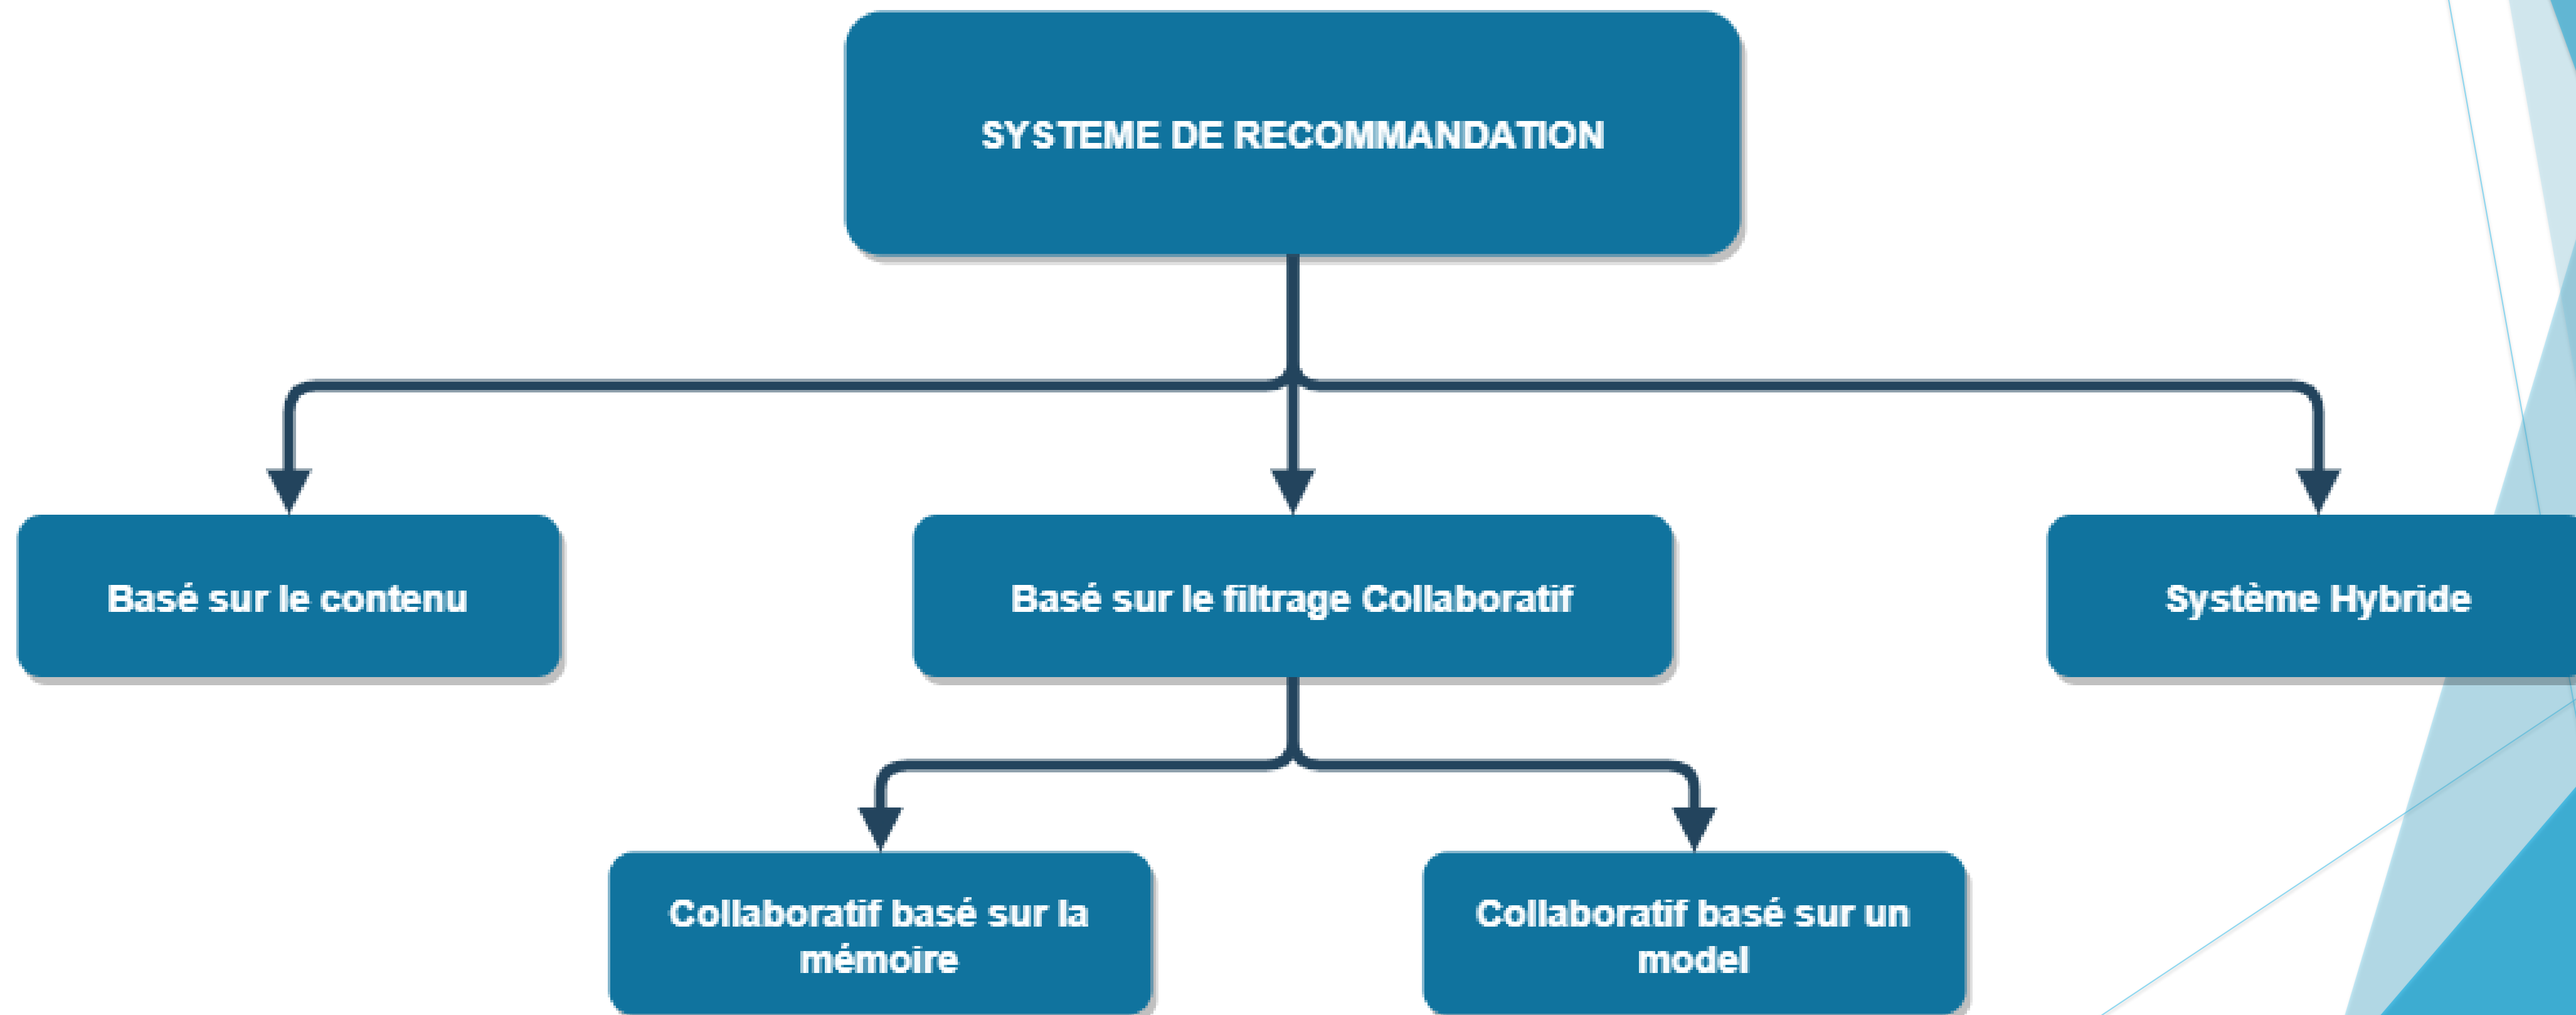 SYSTEME DE RECOMMANDATION
Basé sur le contenu
Basé sur le filtrage Collaboratif
Système Hybride
Collaboratif basé sur la
mémoire
Collaboratif basé sur un
model